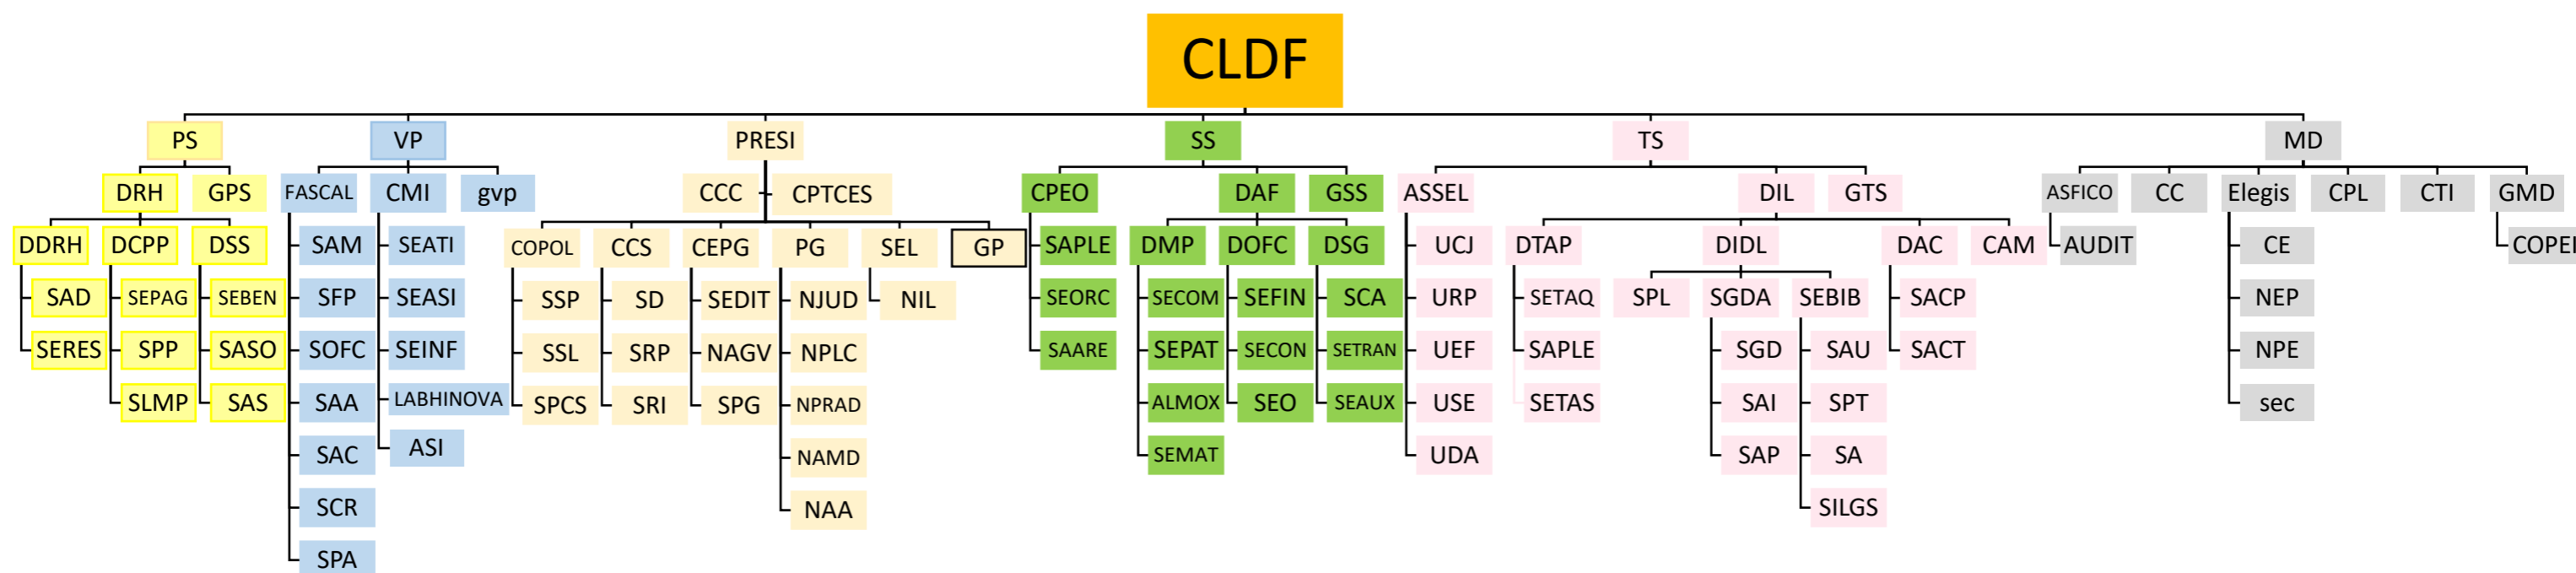 CLDF
PS VP PRESI SS TS MD
DRH GPS FASCAL CMI gvp CCC CPTCES CPEO DAF GSS ASSEL DIL GTS ASFICO CC Elegis CPL CTI GMD
DDRH DCPP DSS SAM SEATI COPOL CCS CEPG PG SEL GP SAPLE DMP DOFC DSG UCJ DTAP DIDL DAC CAM AUDIT CE COPEI
SAD SEPAG SEBEN SFP SEASI SSP SD SEDIT NJUD NIL SEORC SECOM SEFIN SCA URP SETAQ SPL SGDA SEBIB SACP NEP
SERES SPP SASO SOFC SEINF SSL SRP NAGV NPLC SAARE SEPAT SECON SETRAN UEF SAPLE SGD SAU SACT NPE
SLMP SAS SAA LABHINOVA SPCS SRI SPG NPRAD ALMOX SEO SEAUX USE SETAS SAI SPT sec
SAC ASI NAMD SEMAT UDA SAP SA
SCR NAA SILGS
SPA